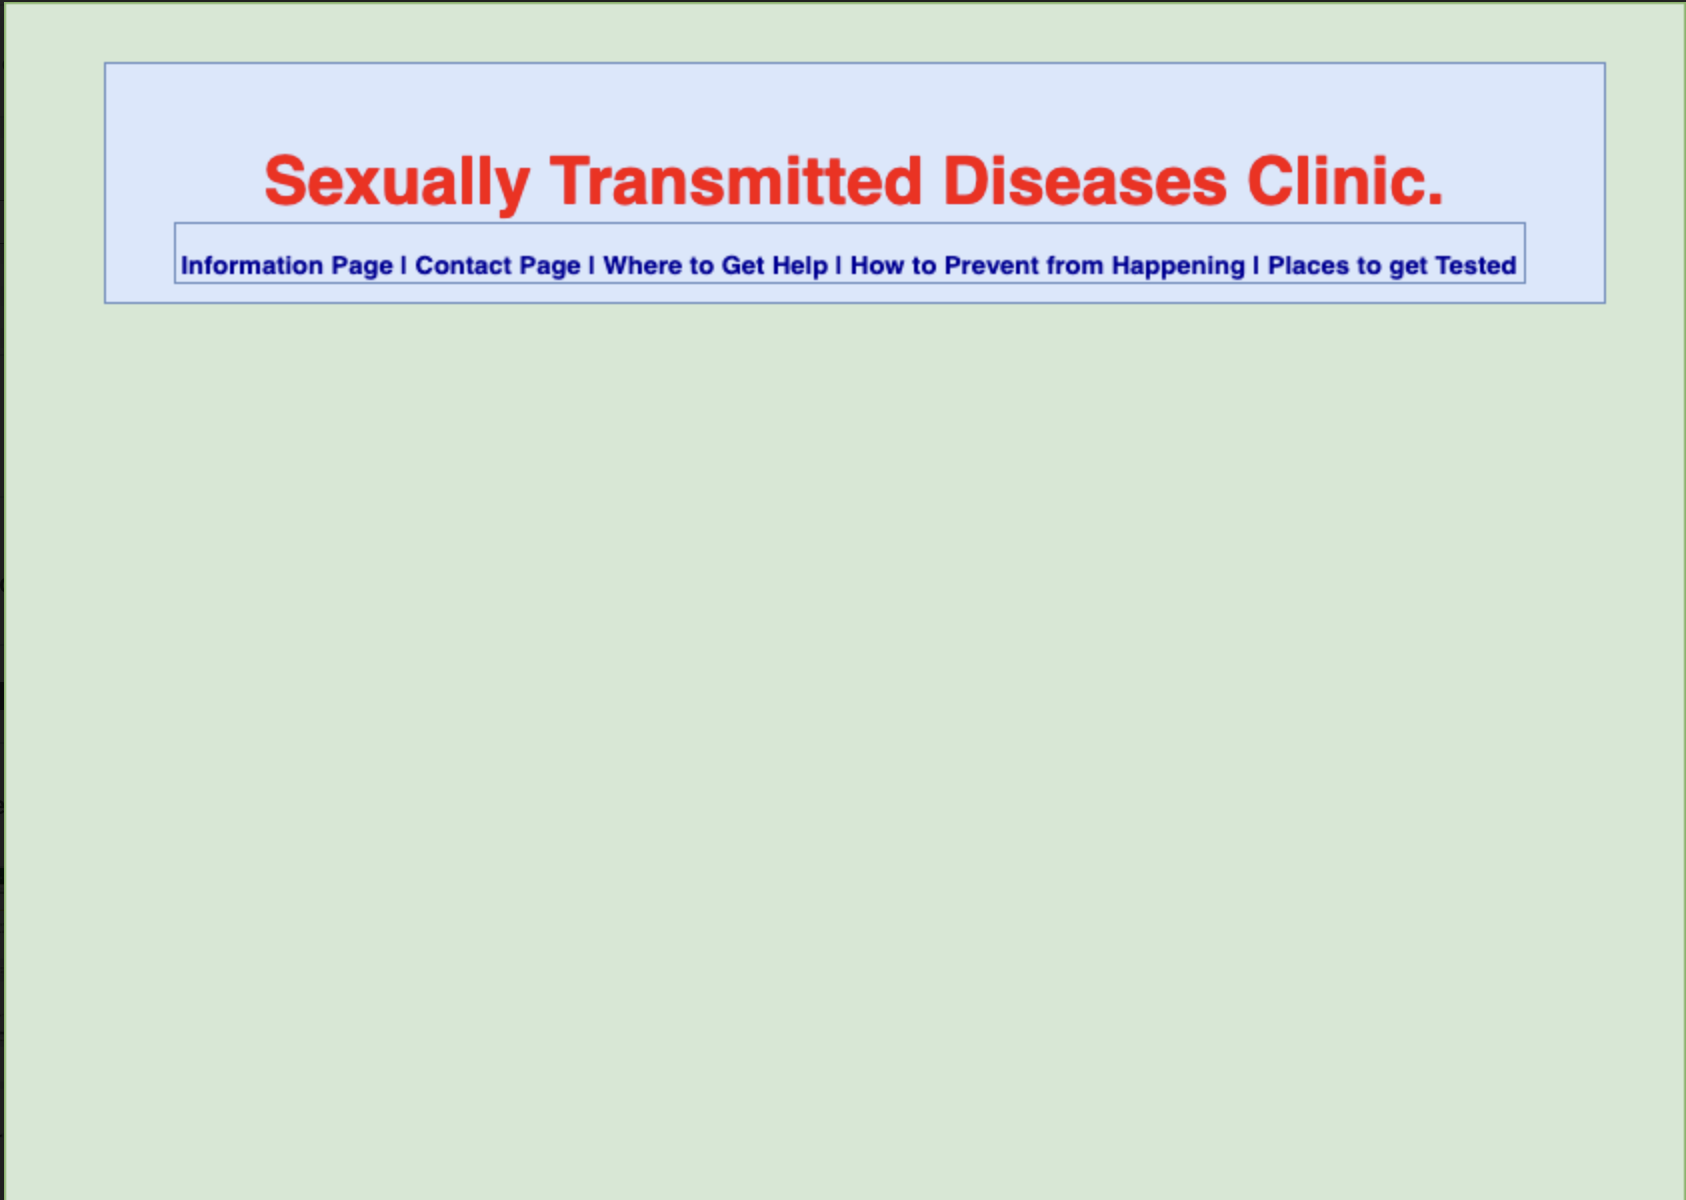 Sexually Transmitted Diseases Clinic.
Information Page | Contact Page | Where to Get Help | How to Prevent from Happening | Places to get Tested